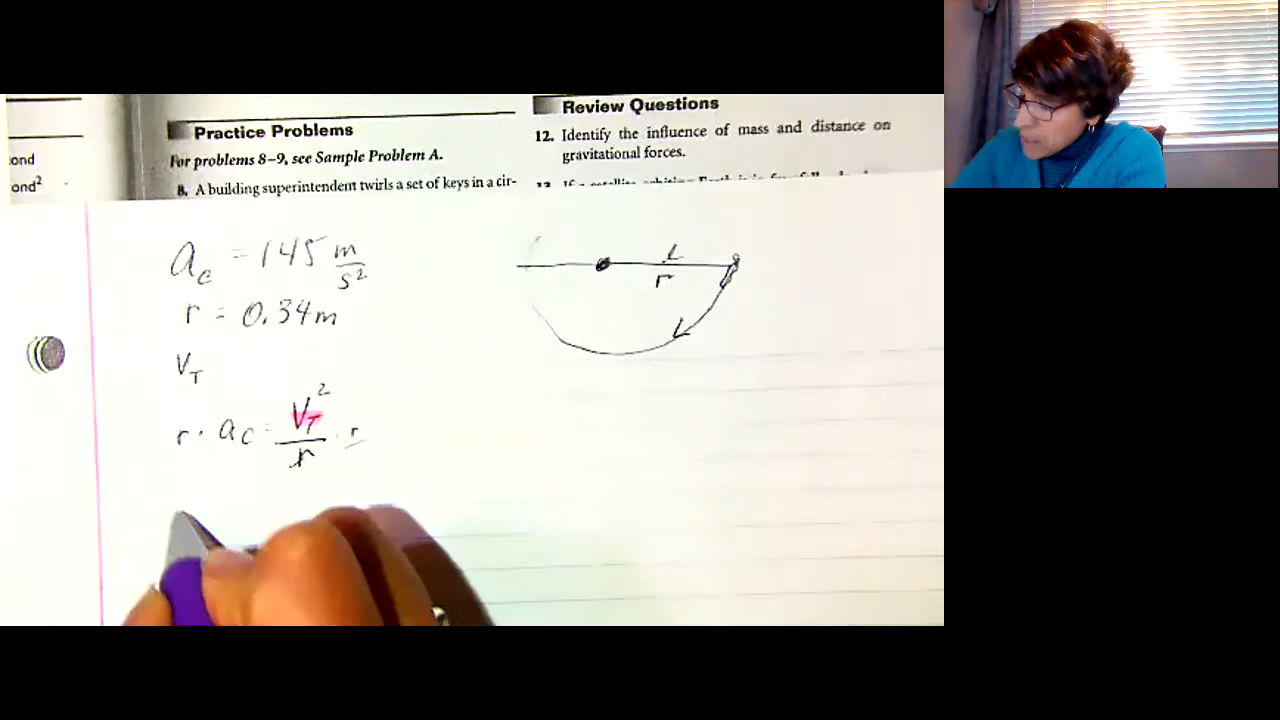 ond
ond²
Practice Problems
For problems 8–9, see Sample Problem A.
8. A building superintendent twirls a set of keys in a cir-
Review Questions
12. Identify the influence of mass and distance on
gravitational forces.
a_c = 145 m/s²
r = 0.34m
V_T
r · a_c = V_T²/r · r
L
r